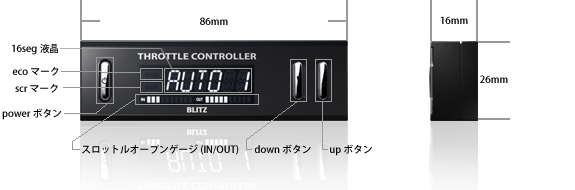 86mm
16mm
16seg 液晶
THROTTLE CONTROLLER
eco マーク
AUTO 1
26mm
scr マーク
IN
OUT
power ボタン
BLITZ
スロットルオープンゲージ (IN/OUT)
down ボタン
up ボタン